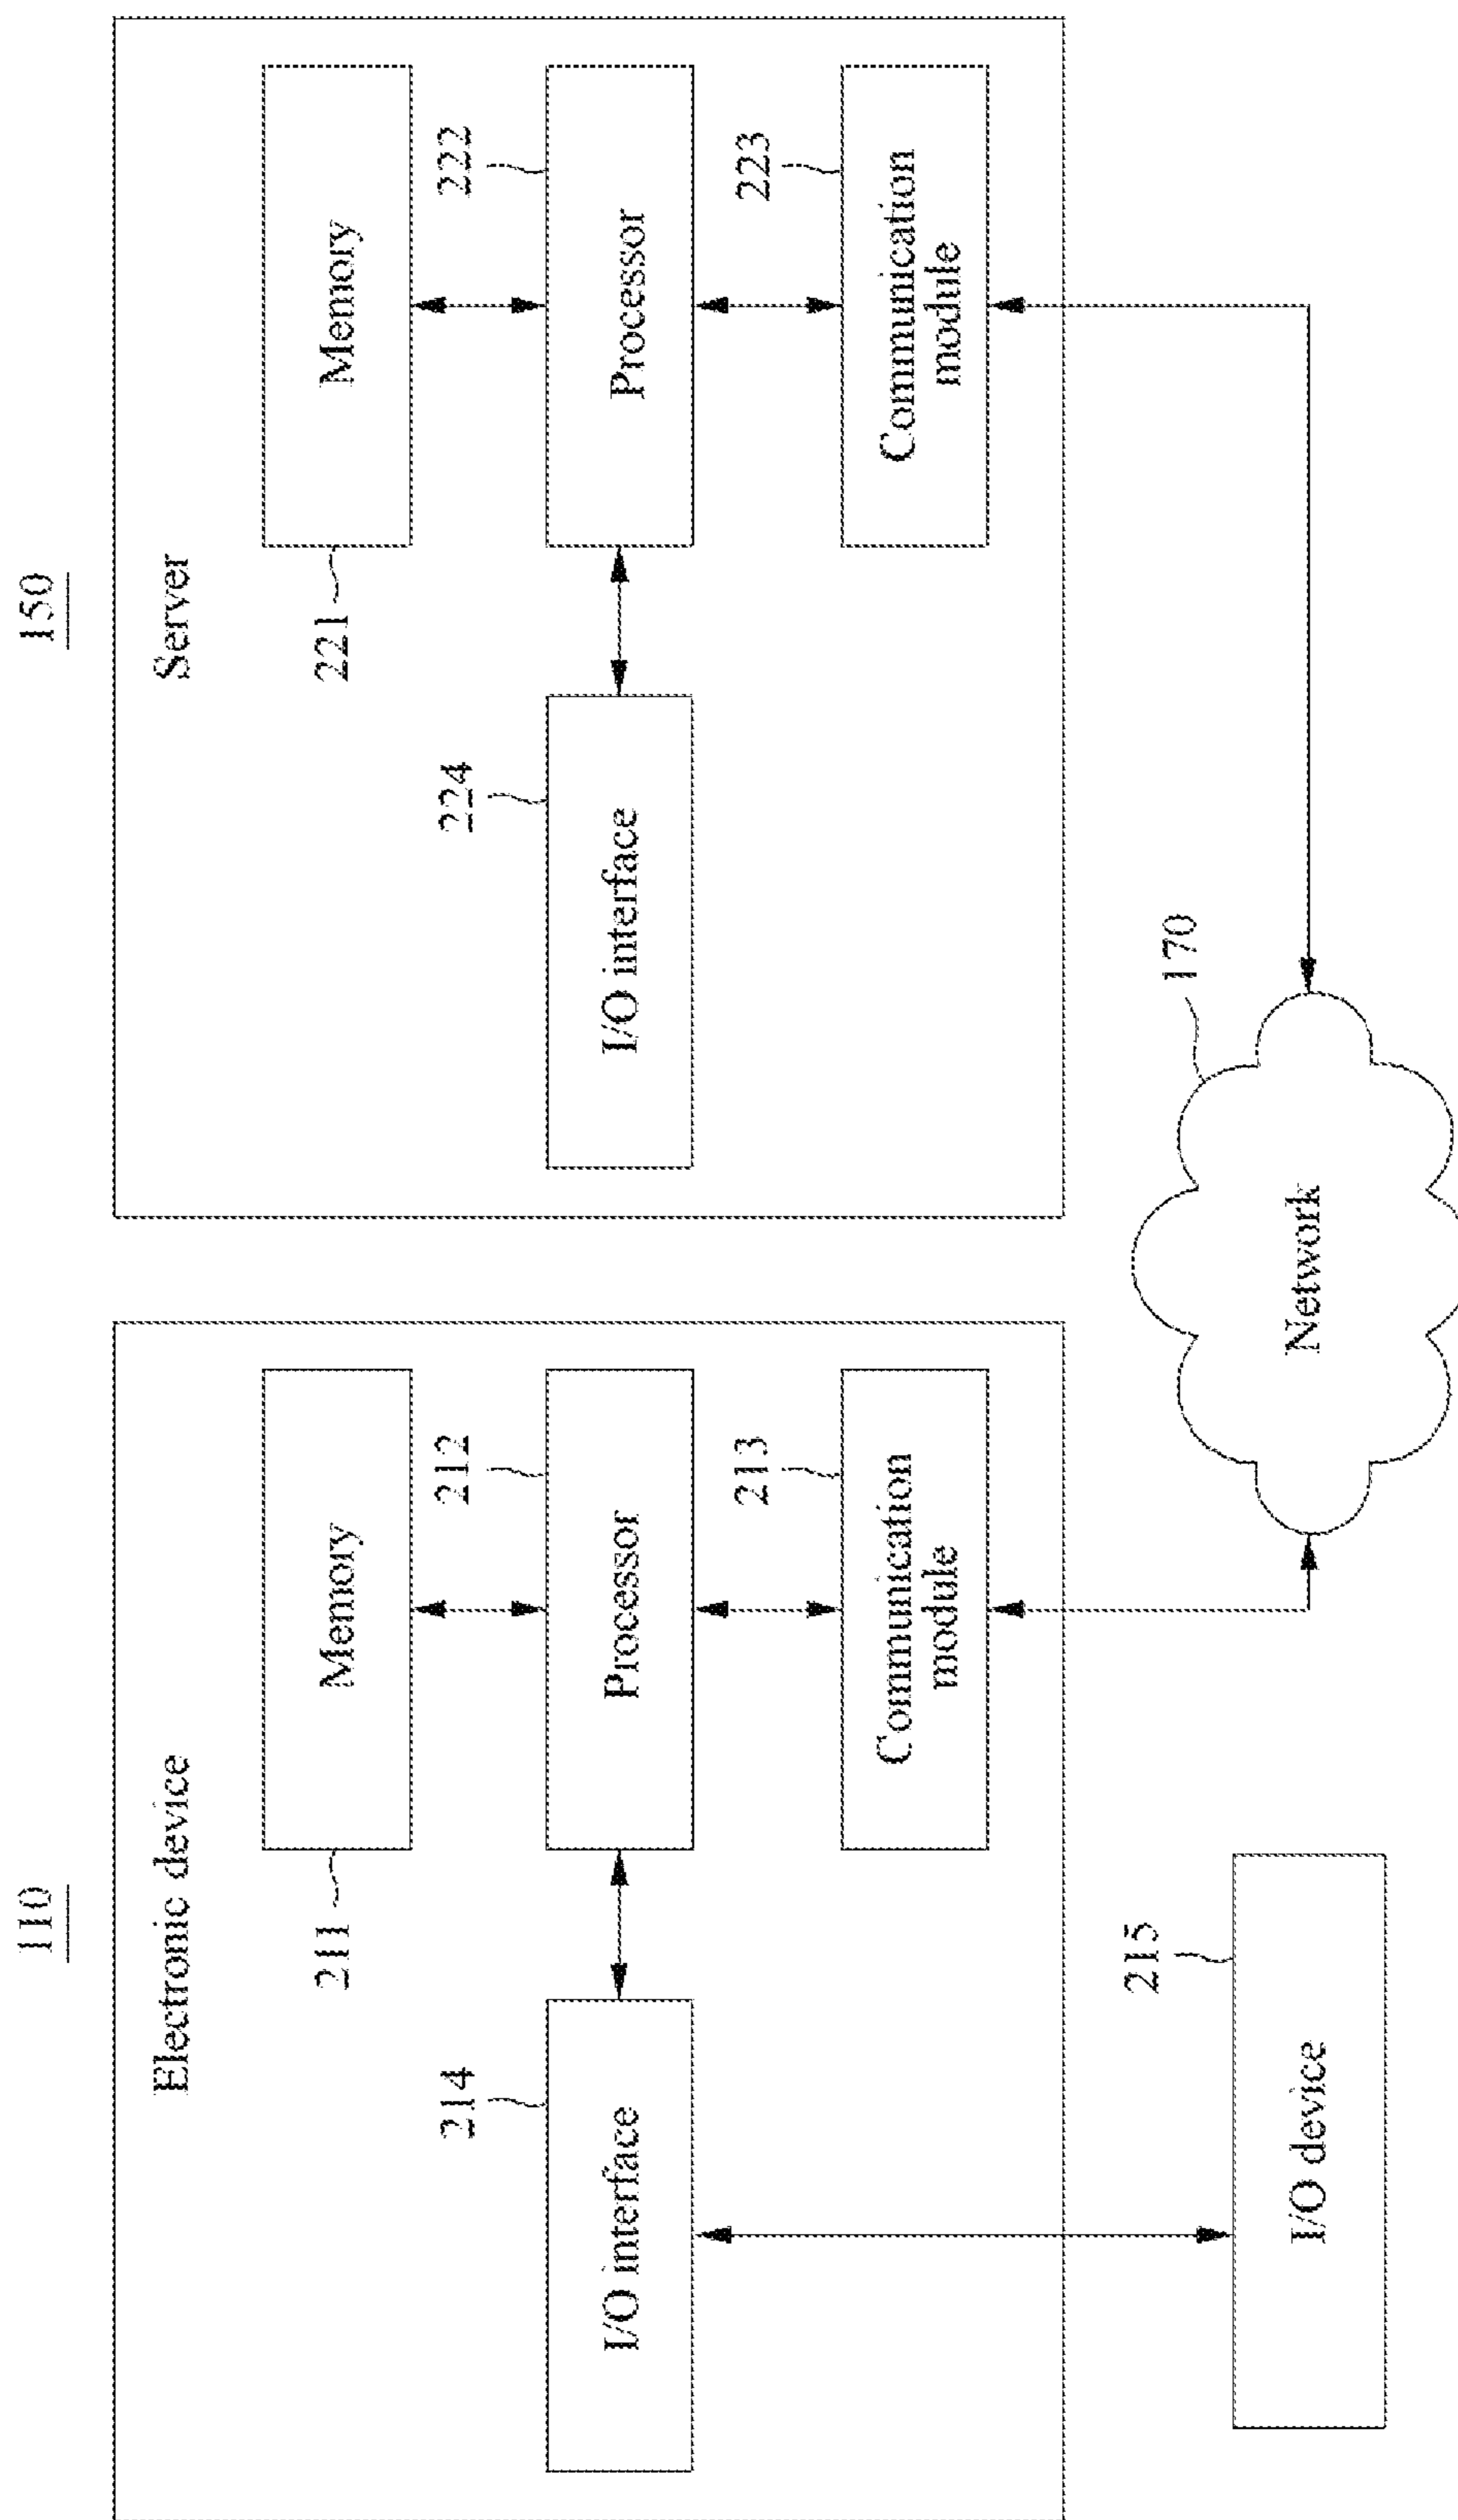 110
Electronic device
211
Memory
214
212
I/O interface
Processor
213
Communication
module
215
I/O device
150
Server
221
Memory
224
222
I/O interface
Processor
223
Communication
module
170
Network